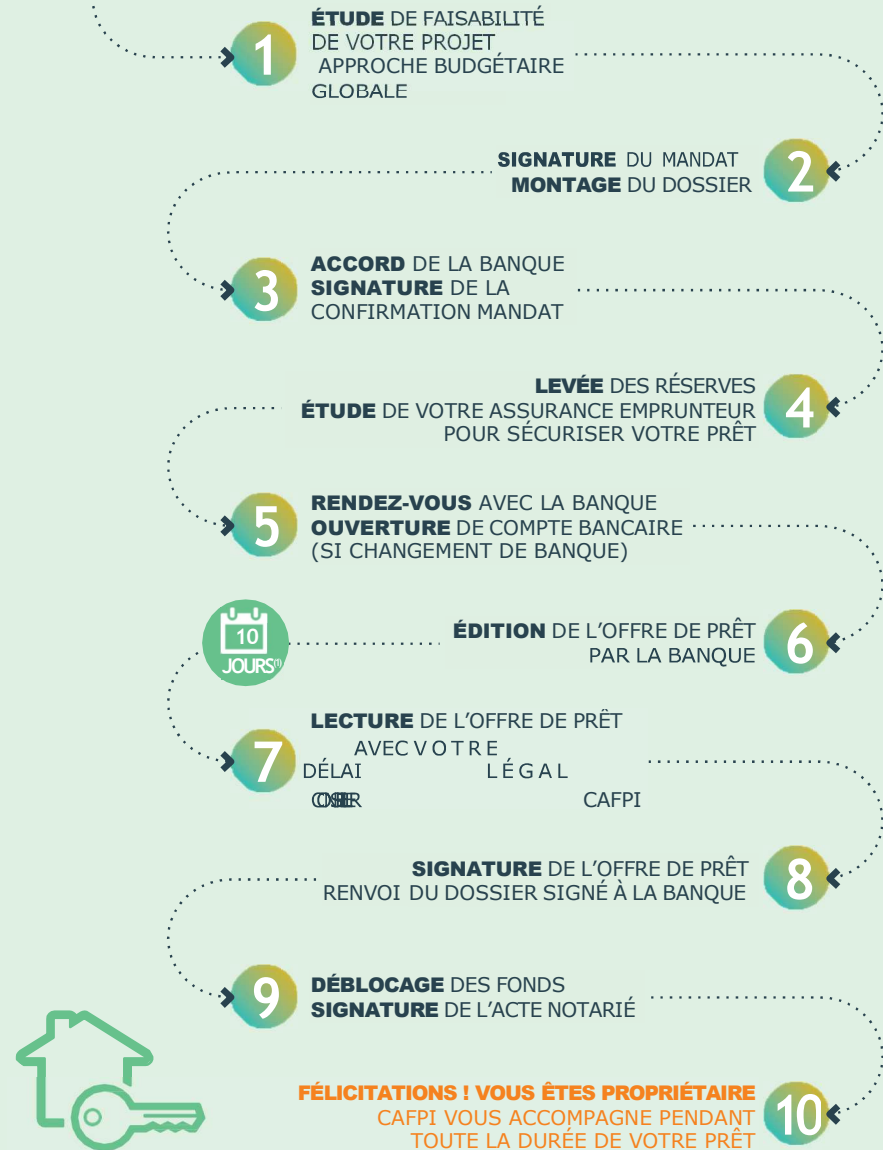 1
ÉTUDE DE FAISABILITÉ
DE VOTRE PROJET
APPROCHE BUDGÉTAIRE
GLOBALE
SIGNATURE DU MANDAT
MONTAGE DU DOSSIER
2
3
ACCORD DE LA BANQUE
SIGNATURE DE LA
CONFIRMATION MANDAT
LEVÉE DES RÉSERVES
ÉTUDE DE VOTRE ASSURANCE EMPRUNTEUR
POUR SÉCURISER VOTRE PRÊT
4
5
RENDEZ-VOUS AVEC LA BANQUE
OUVERTURE DE COMPTE BANCAIRE
(SI CHANGEMENT DE BANQUE)
10
JOURS(1)
ÉDITION DE L’OFFRE DE PRÊT
PAR LA BANQUE
6
7
LECTURE DE L’OFFRE DE PRÊT
AVEC VOTRE
DÉLAI LÉGAL
CAFPI
SIGNATURE DE L’OFFRE DE PRÊT
RENVOI DU DOSSIER SIGNÉ À LA BANQUE
8
9
DÉBLOCAGE DES FONDS
SIGNATURE DE L’ACTE NOTARIÉ
FÉLICITATIONS ! VOUS ÊTES PROPRIÉTAIRE
CAFPI VOUS ACCOMPAGNE PENDANT
TOUTE LA DURÉE DE VOTRE PRÊT
10